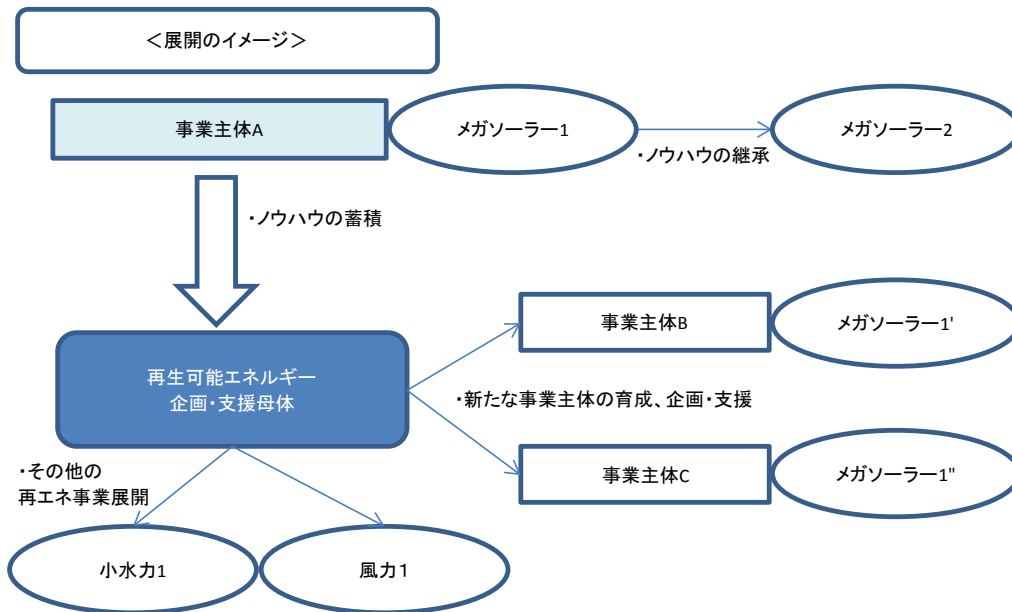 ＜展開のイメージ＞
事業主体A
メガソーラー1
メガソーラー2
・ノウハウの継承
・ノウハウの蓄積
事業主体B
メガソーラー1'
再生可能エネルギー
企画・支援母体
・新たな事業主体の育成、企画・支援
事業主体C
メガソーラー1"
・その他の
再エネ事業展開
小水力1
風力１